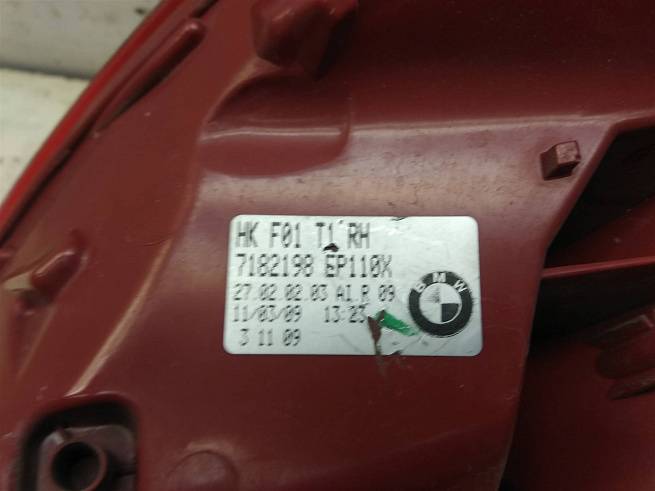 HK F01 T1 RH
7182198 EP110X
27.02.02.03 AI.R 09
11/03/09 13:23
3 11 09
BMW